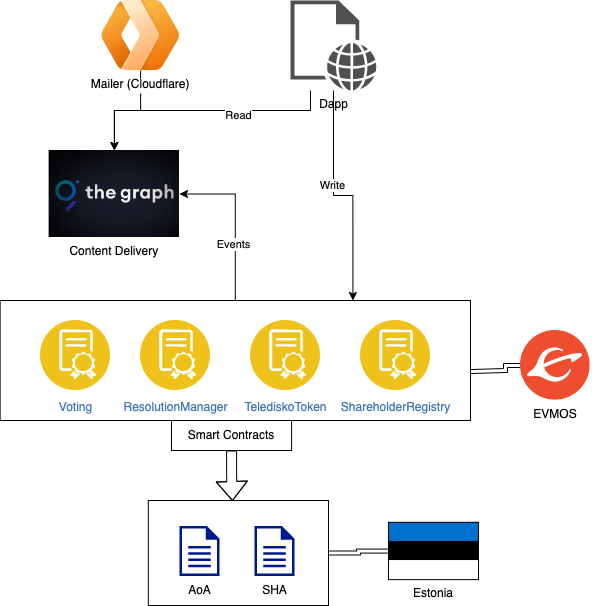 Mailer (Cloudflare)
Dapp
Read
the graph
Write
Content Delivery
Events
Voting
ResolutionManager
TelediskoToken
ShareholderRegistry
EVMOS
Smart Contracts
AoA
SHA
Estonia